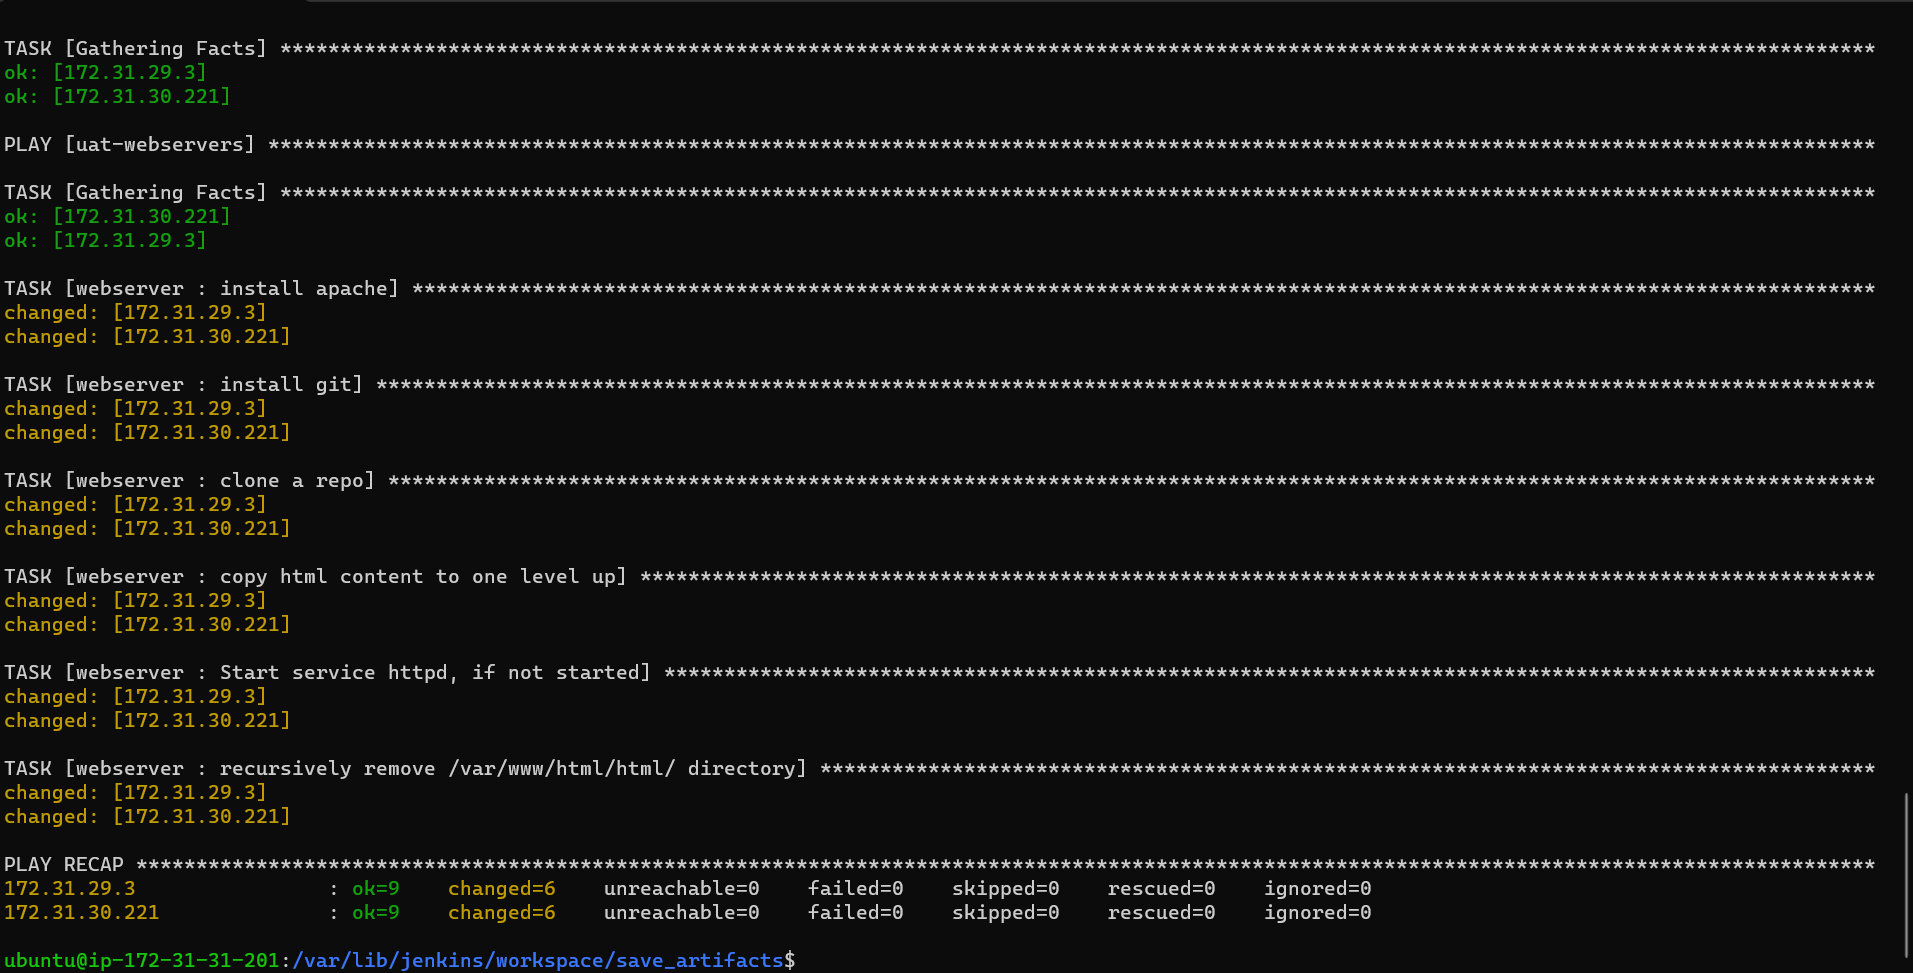 TASK [Gathering Facts] *************************************************************************************************************************************
ok: [172.31.29.3]
ok: [172.31.30.221]
PLAY [uat-webservers] **************************************************************************************************************************************
TASK [Gathering Facts] *************************************************************************************************************************************
ok: [172.31.30.221]
ok: [172.31.29.3]
TASK [webserver : install apache] **************************************************************************************************************************
changed: [172.31.29.3]
changed: [172.31.30.221]
TASK [webserver : install git] *****************************************************************************************************************************
changed: [172.31.29.3]
changed: [172.31.30.221]
TASK [webserver : clone a repo] ****************************************************************************************************************************
changed: [172.31.29.3]
changed: [172.31.30.221]
TASK [webserver : copy html content to one level up] *******************************************************************************************************
changed: [172.31.29.3]
changed: [172.31.30.221]
TASK [webserver : Start service httpd, if not started] *****************************************************************************************************
changed: [172.31.29.3]
changed: [172.31.30.221]
TASK [webserver : recursively remove /var/www/html/html/ directory] ****************************************************************************************
changed: [172.31.29.3]
changed: [172.31.30.221]
PLAY RECAP *************************************************************************************************************************************************
172.31.29.3                : ok=9    changed=6    unreachable=0    failed=0    skipped=0    rescued=0    ignored=0
172.31.30.221              : ok=9    changed=6    unreachable=0    failed=0    skipped=0    rescued=0    ignored=0
ubuntu@ip-172-31-31-201:/var/lib/jenkins/workspace/save_artifacts$